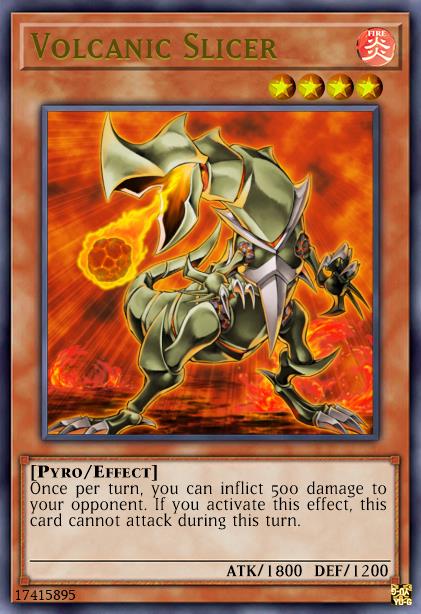 Volcanic Slicer
FIRE
炎
[Pyro/Effect]
Once per turn, you can inflict 500 damage to
your opponent. If you activate this effect, this
card cannot attack during this turn.
ATK/1800 DEF/1200
17415895